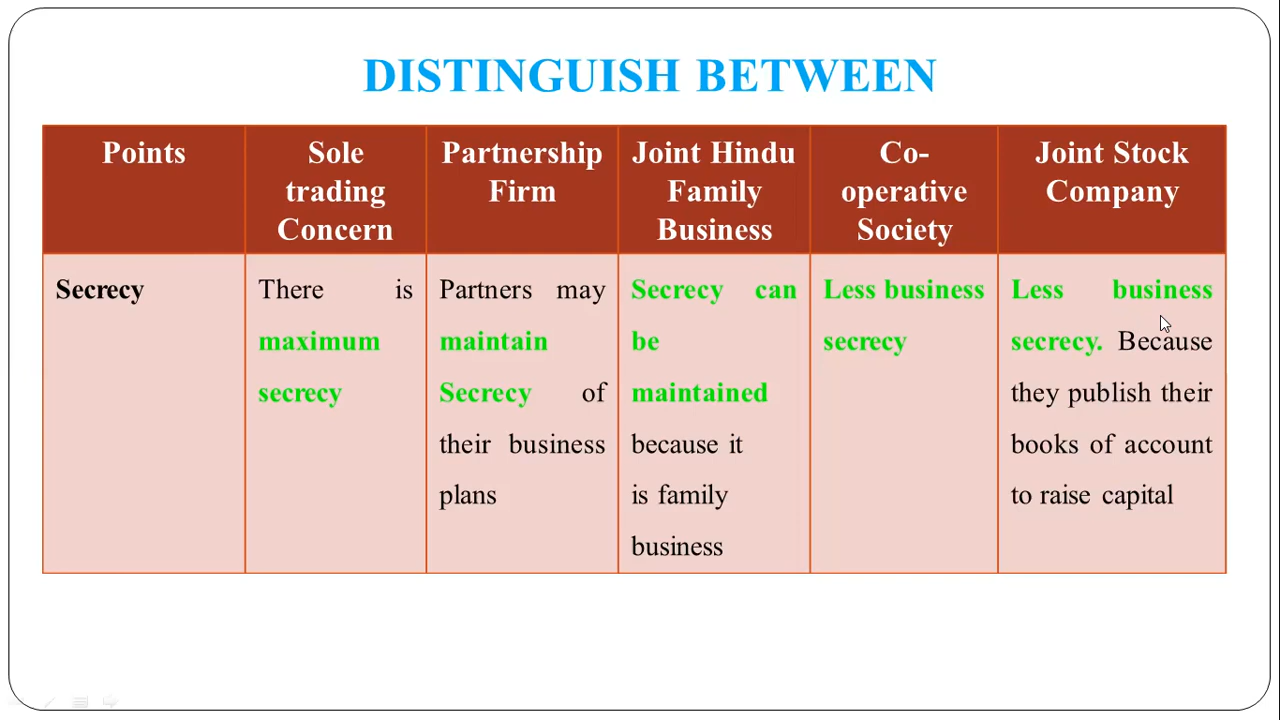 DISTINGUISH BETWEEN
Points
Sole
trading
Concern
Partnership
Firm
Joint Hindu
Family
Business
Co-
operative
Society
Joint Stock
Company
Secrecy
There is
maximum
secrecy
Partners may
maintain
Secrecy of
their business
plans
Secrecy can
be
maintained
because it
is family
business
Less business
secrecy
Less business
secrecy. Because
they publish their
books of account
to raise capital